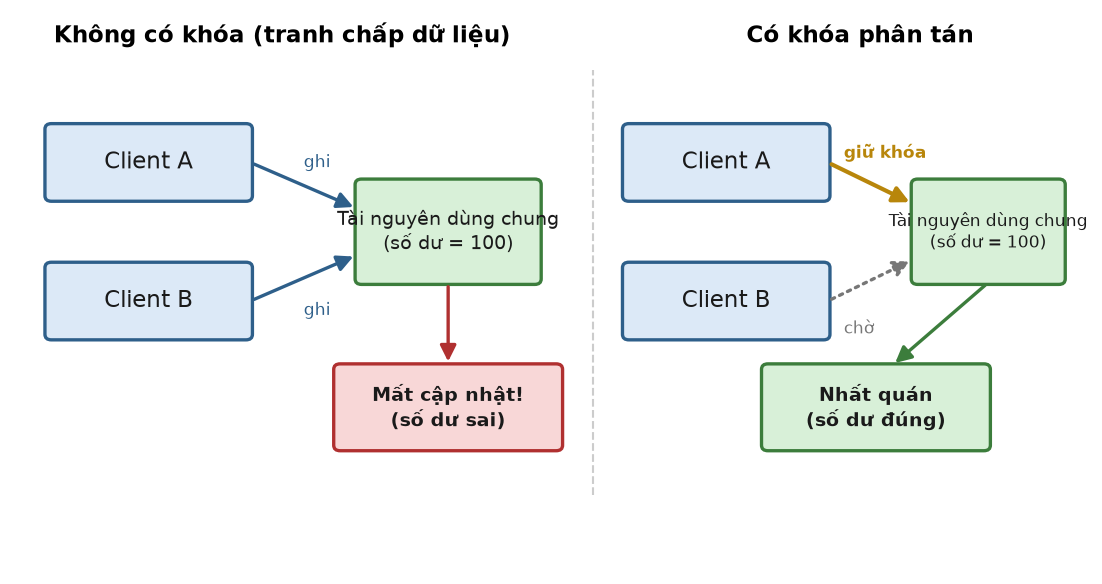 Không có khóa (tranh chấp dữ liệu)
Client A
ghi
Tài nguyên dùng chung
(số dư = 100)
Client B
ghi
Mất cập nhật!
(số dư sai)
Có khóa phân tán
Client A
giữ khóa
Tài nguyên dùng chung
(số dư = 100)
Client B
chờ
Nhất quán
(số dư đúng)